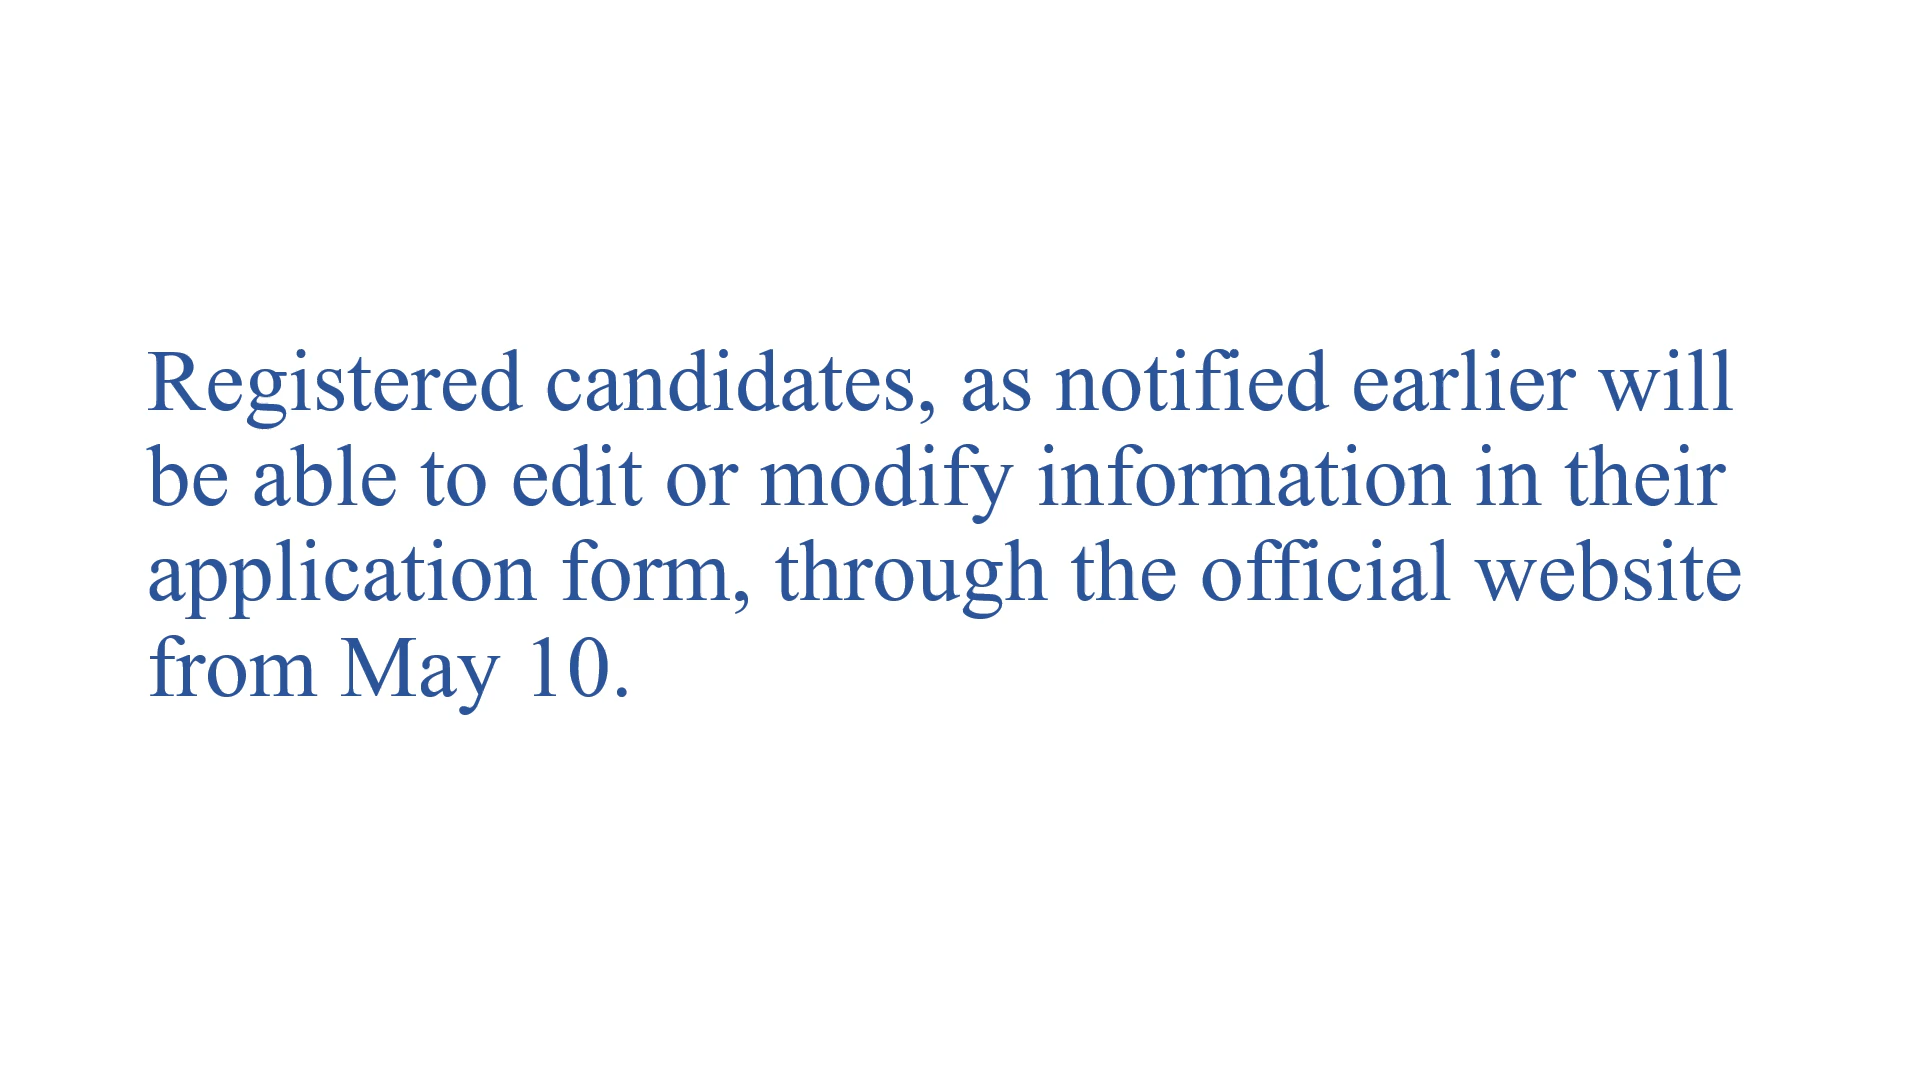 Registered candidates, as notified earlier will
be able to edit or modify information in their
application form, through the official website
from May 10.